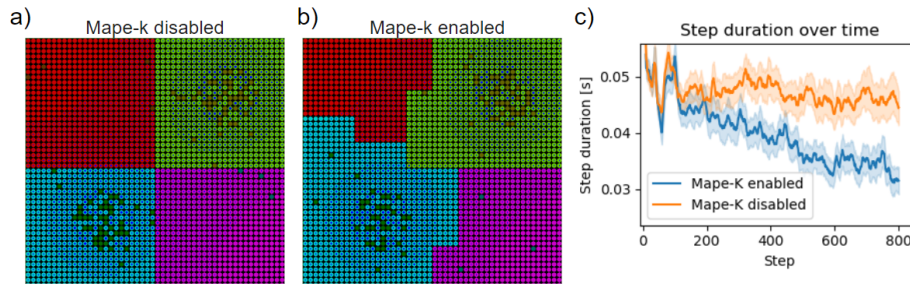 a)
Mape-k disabled
b)
Mape-k enabled
c)
Step duration over time
Step duration [s]
0.05
0.04
0.03
Mape-K enabled
Mape-K disabled
0
200
400
600
800
Step